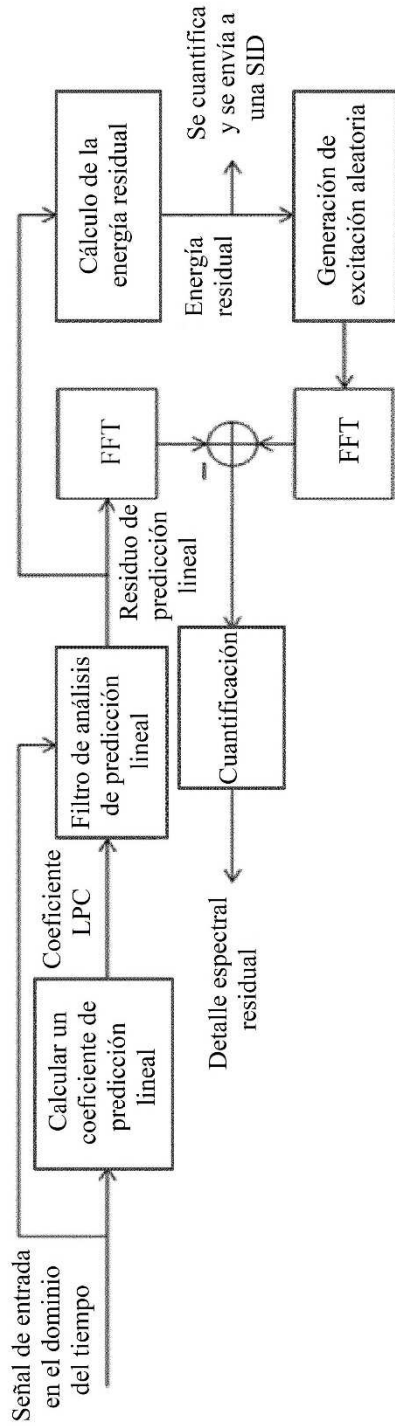 Señal de entrada
en el dominio
del tiempo
Calcular un
coeficiente de
predicción
lineal
Coeficiente
LPC
Filtro de análisis
de predicción
lineal
Residuo de
predicción
lineal
FFT
Cálculo de la
energía residual
Energía
residual
Se cuantifica
y se envía a
una SID
Generación de
excitación aleatoria
FFT
-
Cuantificación
Detalle espectral
residual